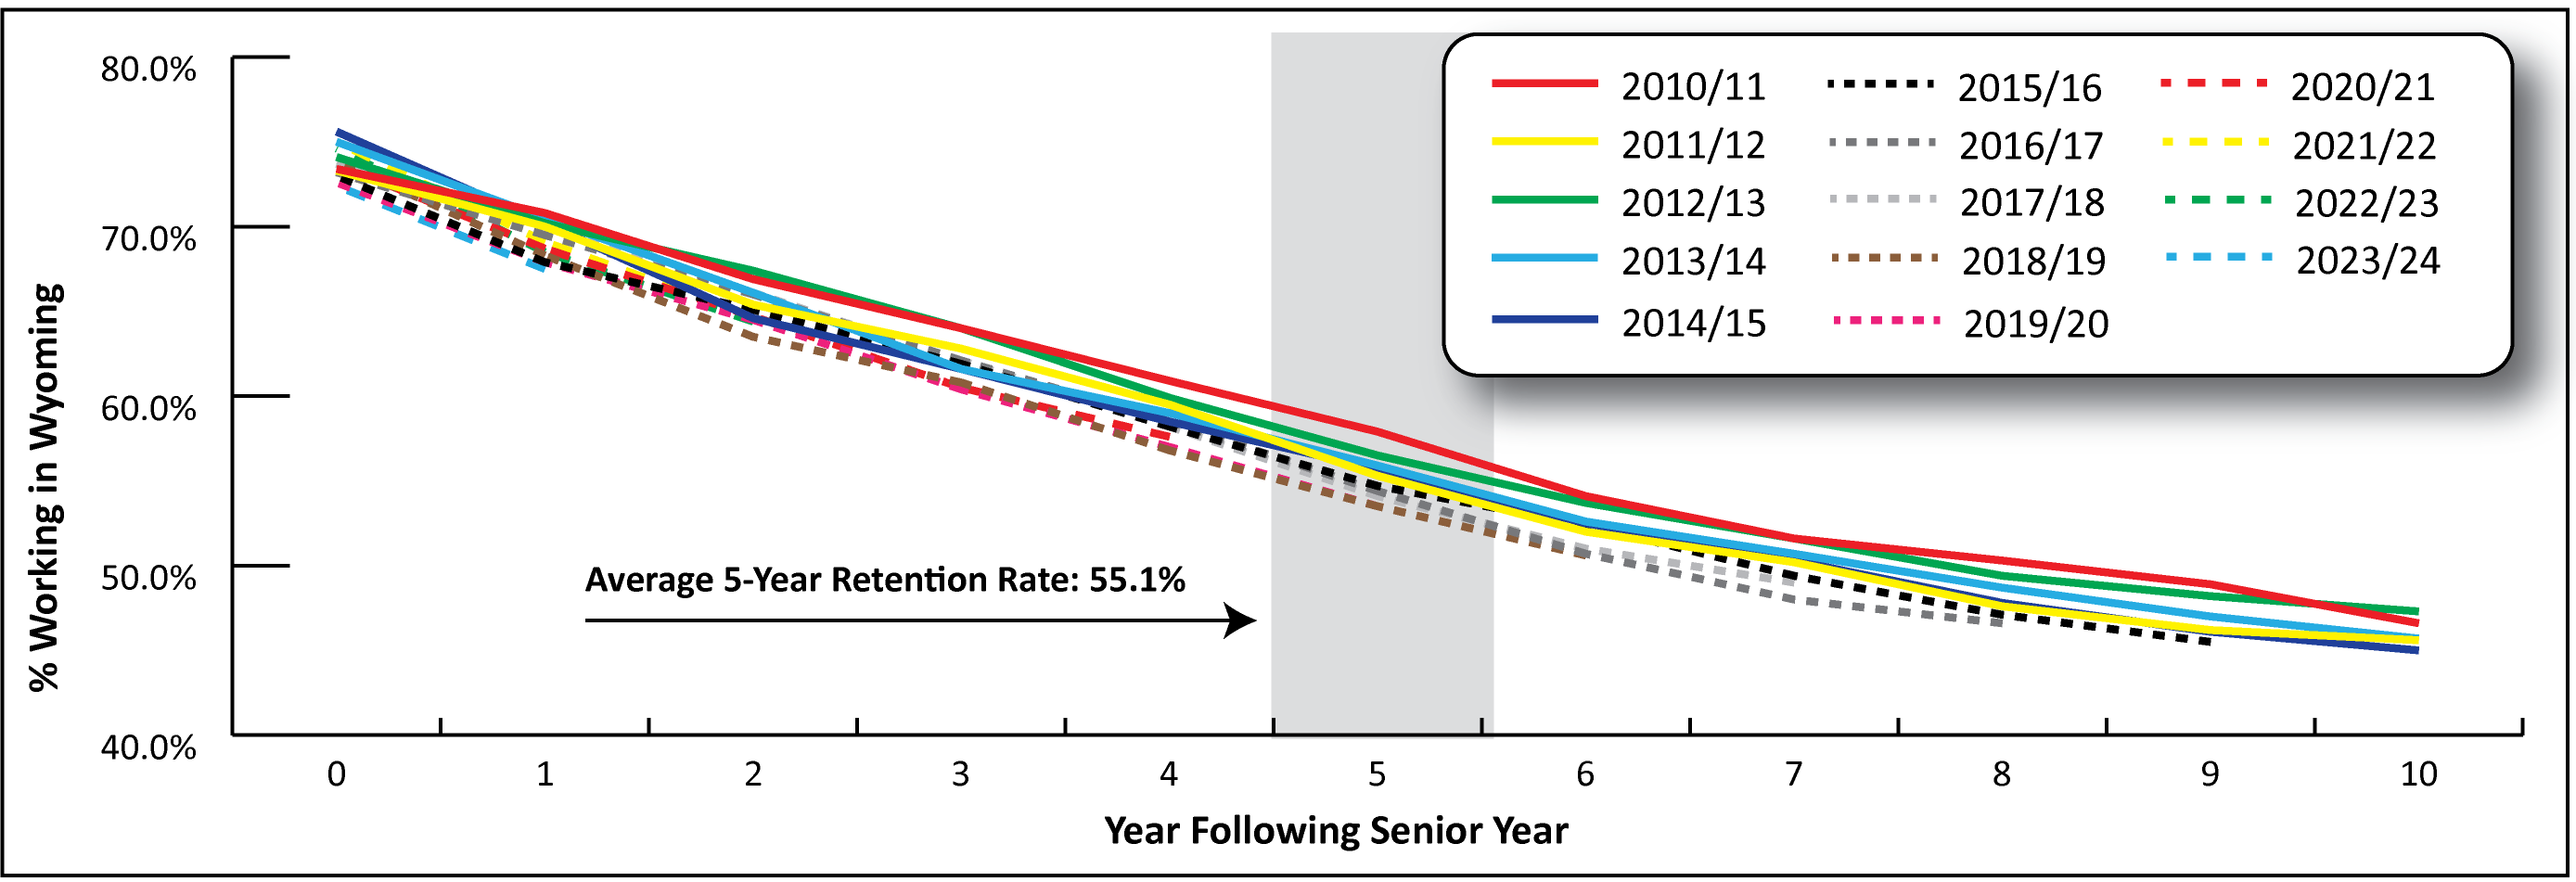 80.0%
70.0%
60.0%
50.0%
40.0%
% Working in Wyoming
2010/11 2015/16 2020/21
2011/12 2016/17 2021/22
2012/13 2017/18 2022/23
2013/14 2018/19 2023/24
2014/15 2019/20
Average 5-Year Retention Rate: 55.1%
0 1 2 3 4 5 6 7 8 9 10
Year Following Senior Year